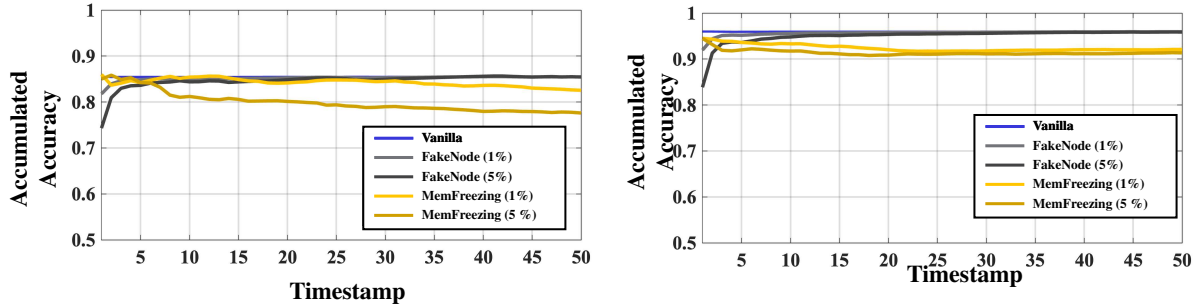 1
0.9
0.8
0.7
0.6
0.5
Accumulated
Accuracy
Vanilla
FakeNode (1%)
FakeNode (5%)
MemFreezing (1%)
MemFreezing (5 %)
5 10 15 20 25 30 35 40 45 50
Timestamp
1
0.9
0.8
0.7
0.6
0.5
Accumulated
Accuracy
Vanilla
FakeNode (1%)
FakeNode (5%)
MemFreezing (1%)
MemFreezing (5 %)
5 10 15 20 25 30 35 40 45 50
Timestamp